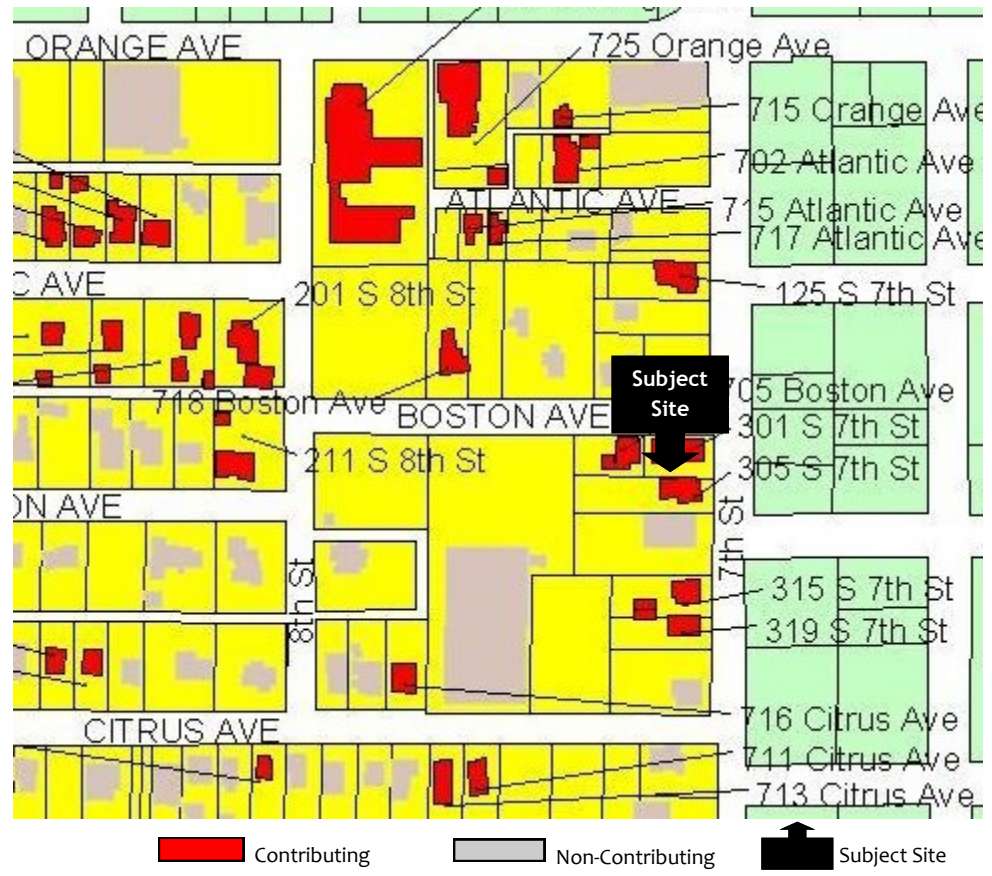 ORANGE AVE
725 Orange Ave
715 Orange Ave
702 Atlantic Ave
ATLANTIC AVE
715 Atlantic Ave
717 Atlantic Ave
C AVE
201 S 8th St
125 S 7th St
Subject
Site
718 Boston Ave
705 Boston Ave
BOSTON AVE
301 S 7th St
211 S 8th St
305 S 7th St
ON AVE
7th St
8th St
315 S 7th St
319 S 7th St
716 Citrus Ave
CITRUS AVE
711 Citrus Ave
713 Citrus Ave
Contributing
Non-Contributing
Subject Site